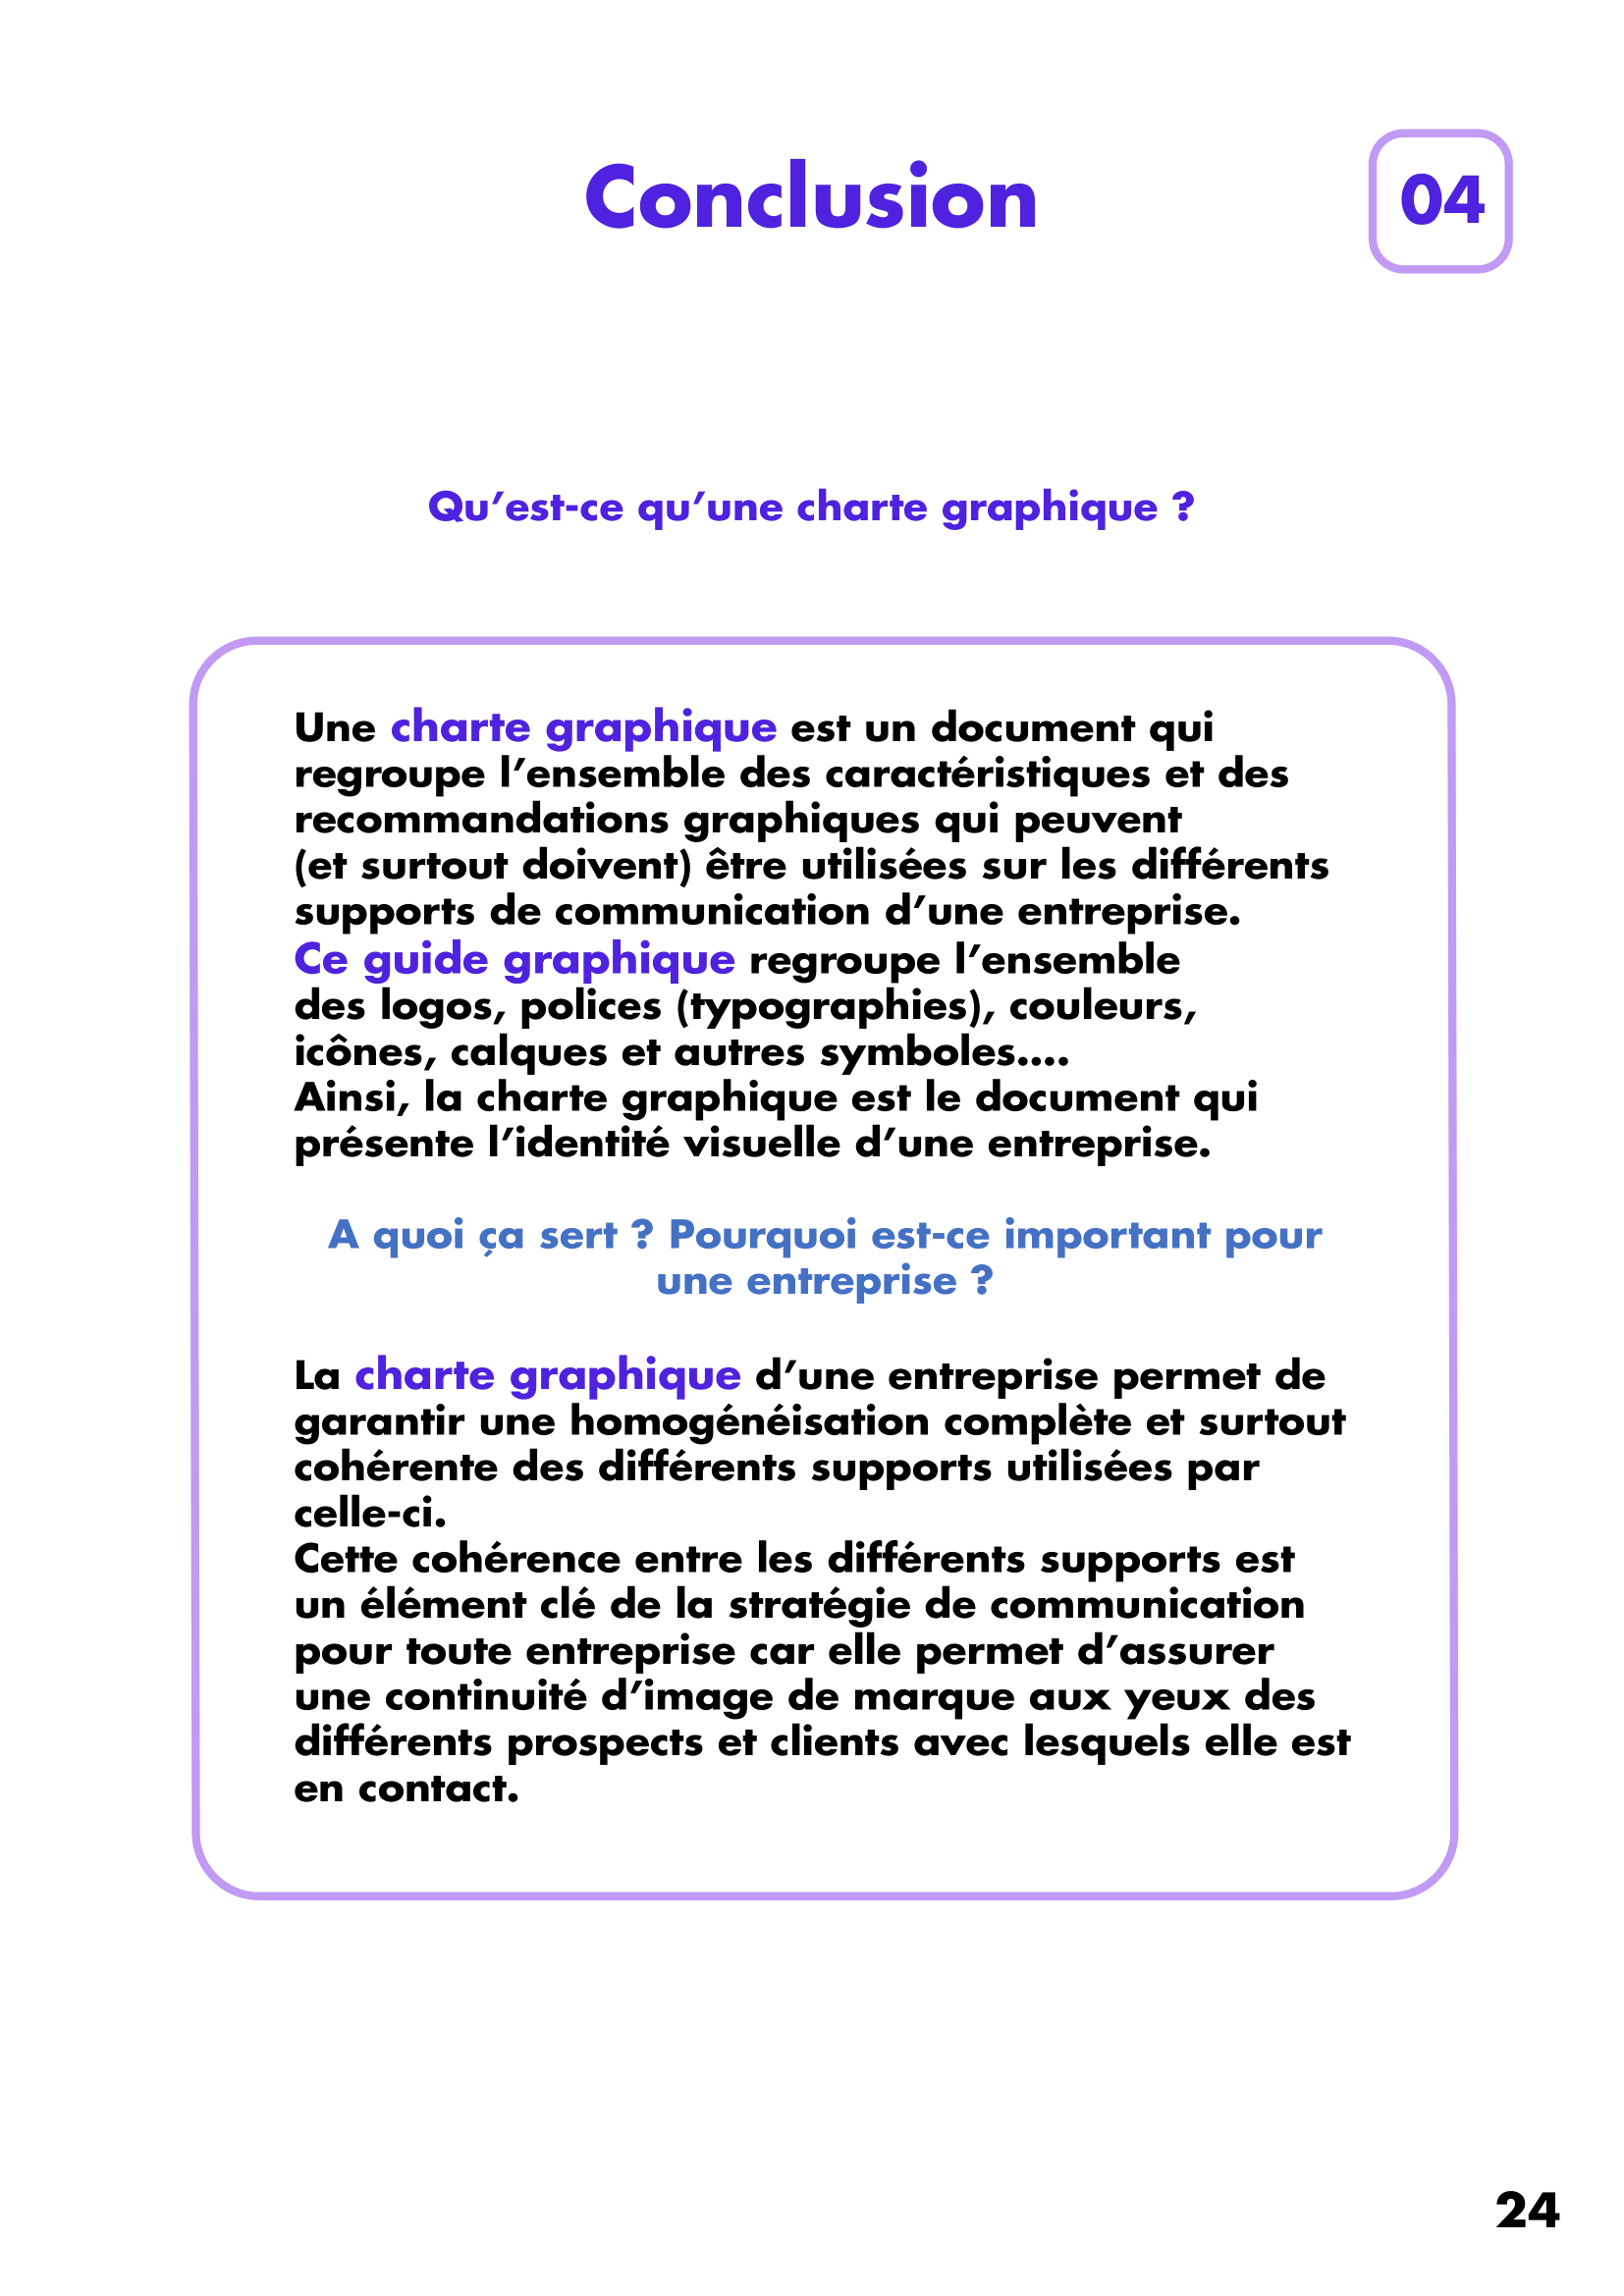 Conclusion
04
Qu’est-ce qu’une charte graphique ?
Une charte graphique est un document qui
regroupe l’ensemble des caractéristiques et des
recommandations graphiques qui peuvent
(et surtout doivent) être utilisées sur les différents
supports de communication d’une entreprise.
Ce guide graphique regroupe l’ensemble
des logos, polices (typographies), couleurs,
icônes, calques et autres symboles....
Ainsi, la charte graphique est le document qui
présente l’identité visuelle d’une entreprise.
A quoi ça sert ? Pourquoi est-ce important pour
une entreprise ?
La charte graphique d’une entreprise permet de
garantir une homogénéisation complète et surtout
cohérente des différents supports utilisées par
celle-ci.
Cette cohérence entre les différents supports est
un élément clé de la stratégie de communication
pour toute entreprise car elle permet d’assurer
une continuité d’image de marque aux yeux des
différents prospects et clients avec lesquels elle est
en contact.
24